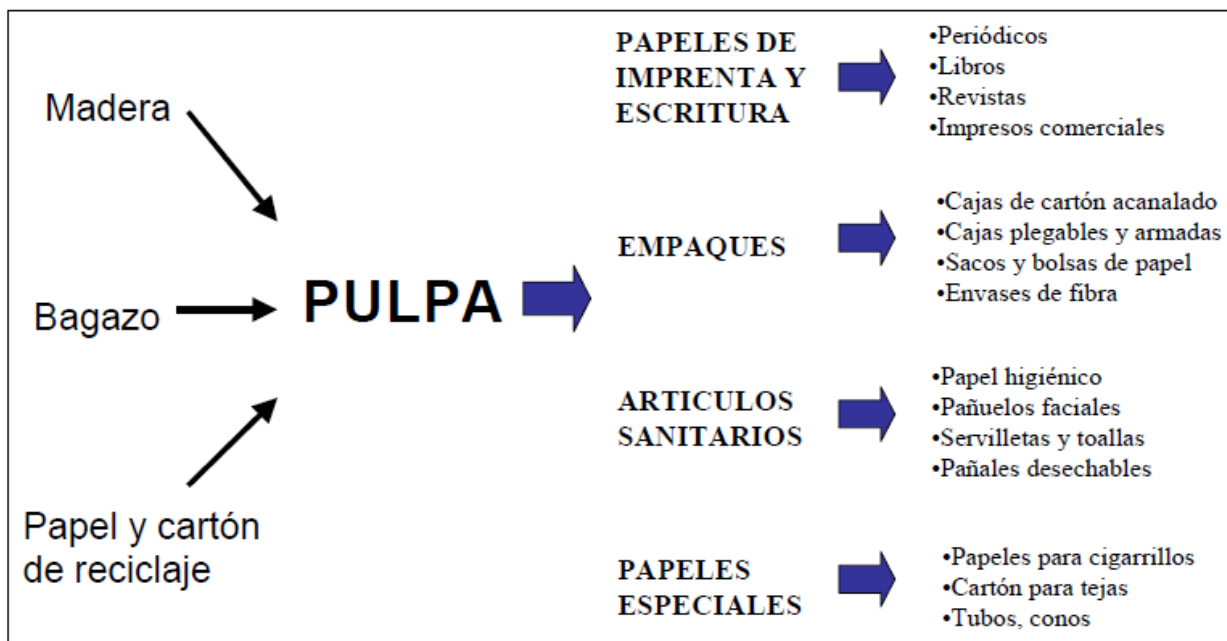 Madera
Bagazo
Papel y cartón
de reciclaje
PULPA
PAPELES DE
IMPRENTA Y
ESCRITURA
•Periódicos
•Libros
•Revistas
•Impresos comerciales
EMPAQUES
•Cajas de cartón acanalado
•Cajas plegables y armadas
•Sacos y bolsas de papel
•Envases de fibra
ARTICULOS
SANITARIOS
•Papel higiénico
•Pañuelos faciales
•Servilletas y toallas
•Pañales desechables
PAPELES
ESPECIALES
•Papeles para cigarrillos
•Cartón para tejas
•Tubos, conos